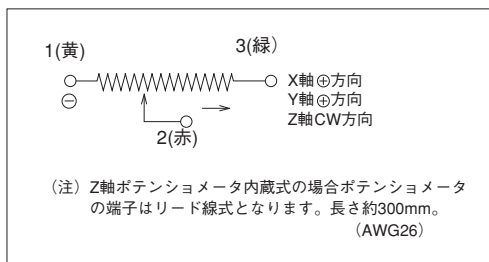 1(黄)
3(緑)
⊖
X軸⊕方向
Y軸⊕方向
Z軸CW方向
2(赤)
(注) Z軸ポテンショメータ内蔵式の場合ポテンショメータ
の端子はリード線式となります。長さ約300mm。
(AWG26)